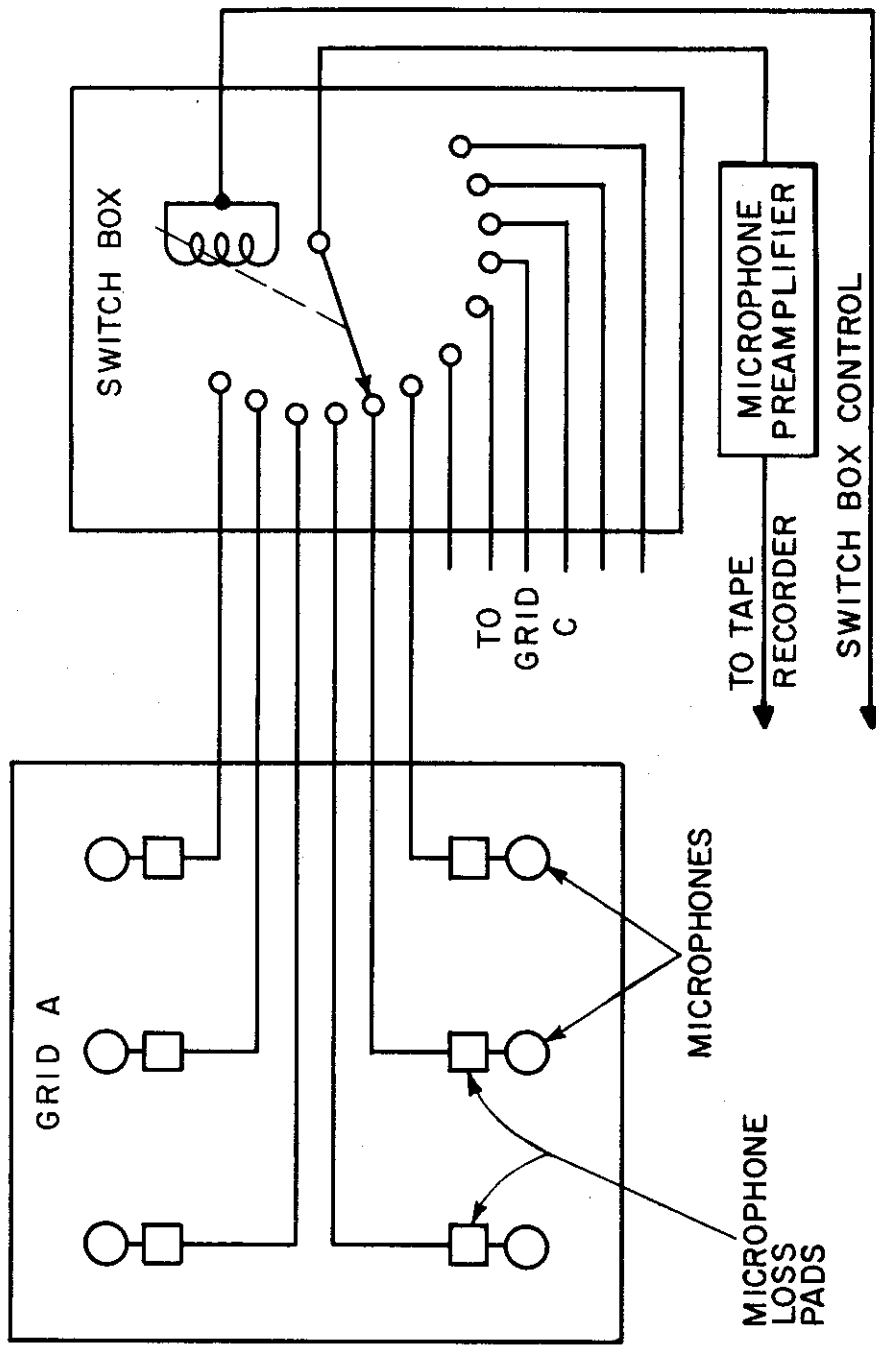 GRID A
MICROPHONE
LOSS
PADS
MICROPHONES
SWITCH BOX
TO
GRID
C
TO TAPE
RECORDER
MICROPHONE
PREAMPLIFIER
SWITCH BOX CONTROL